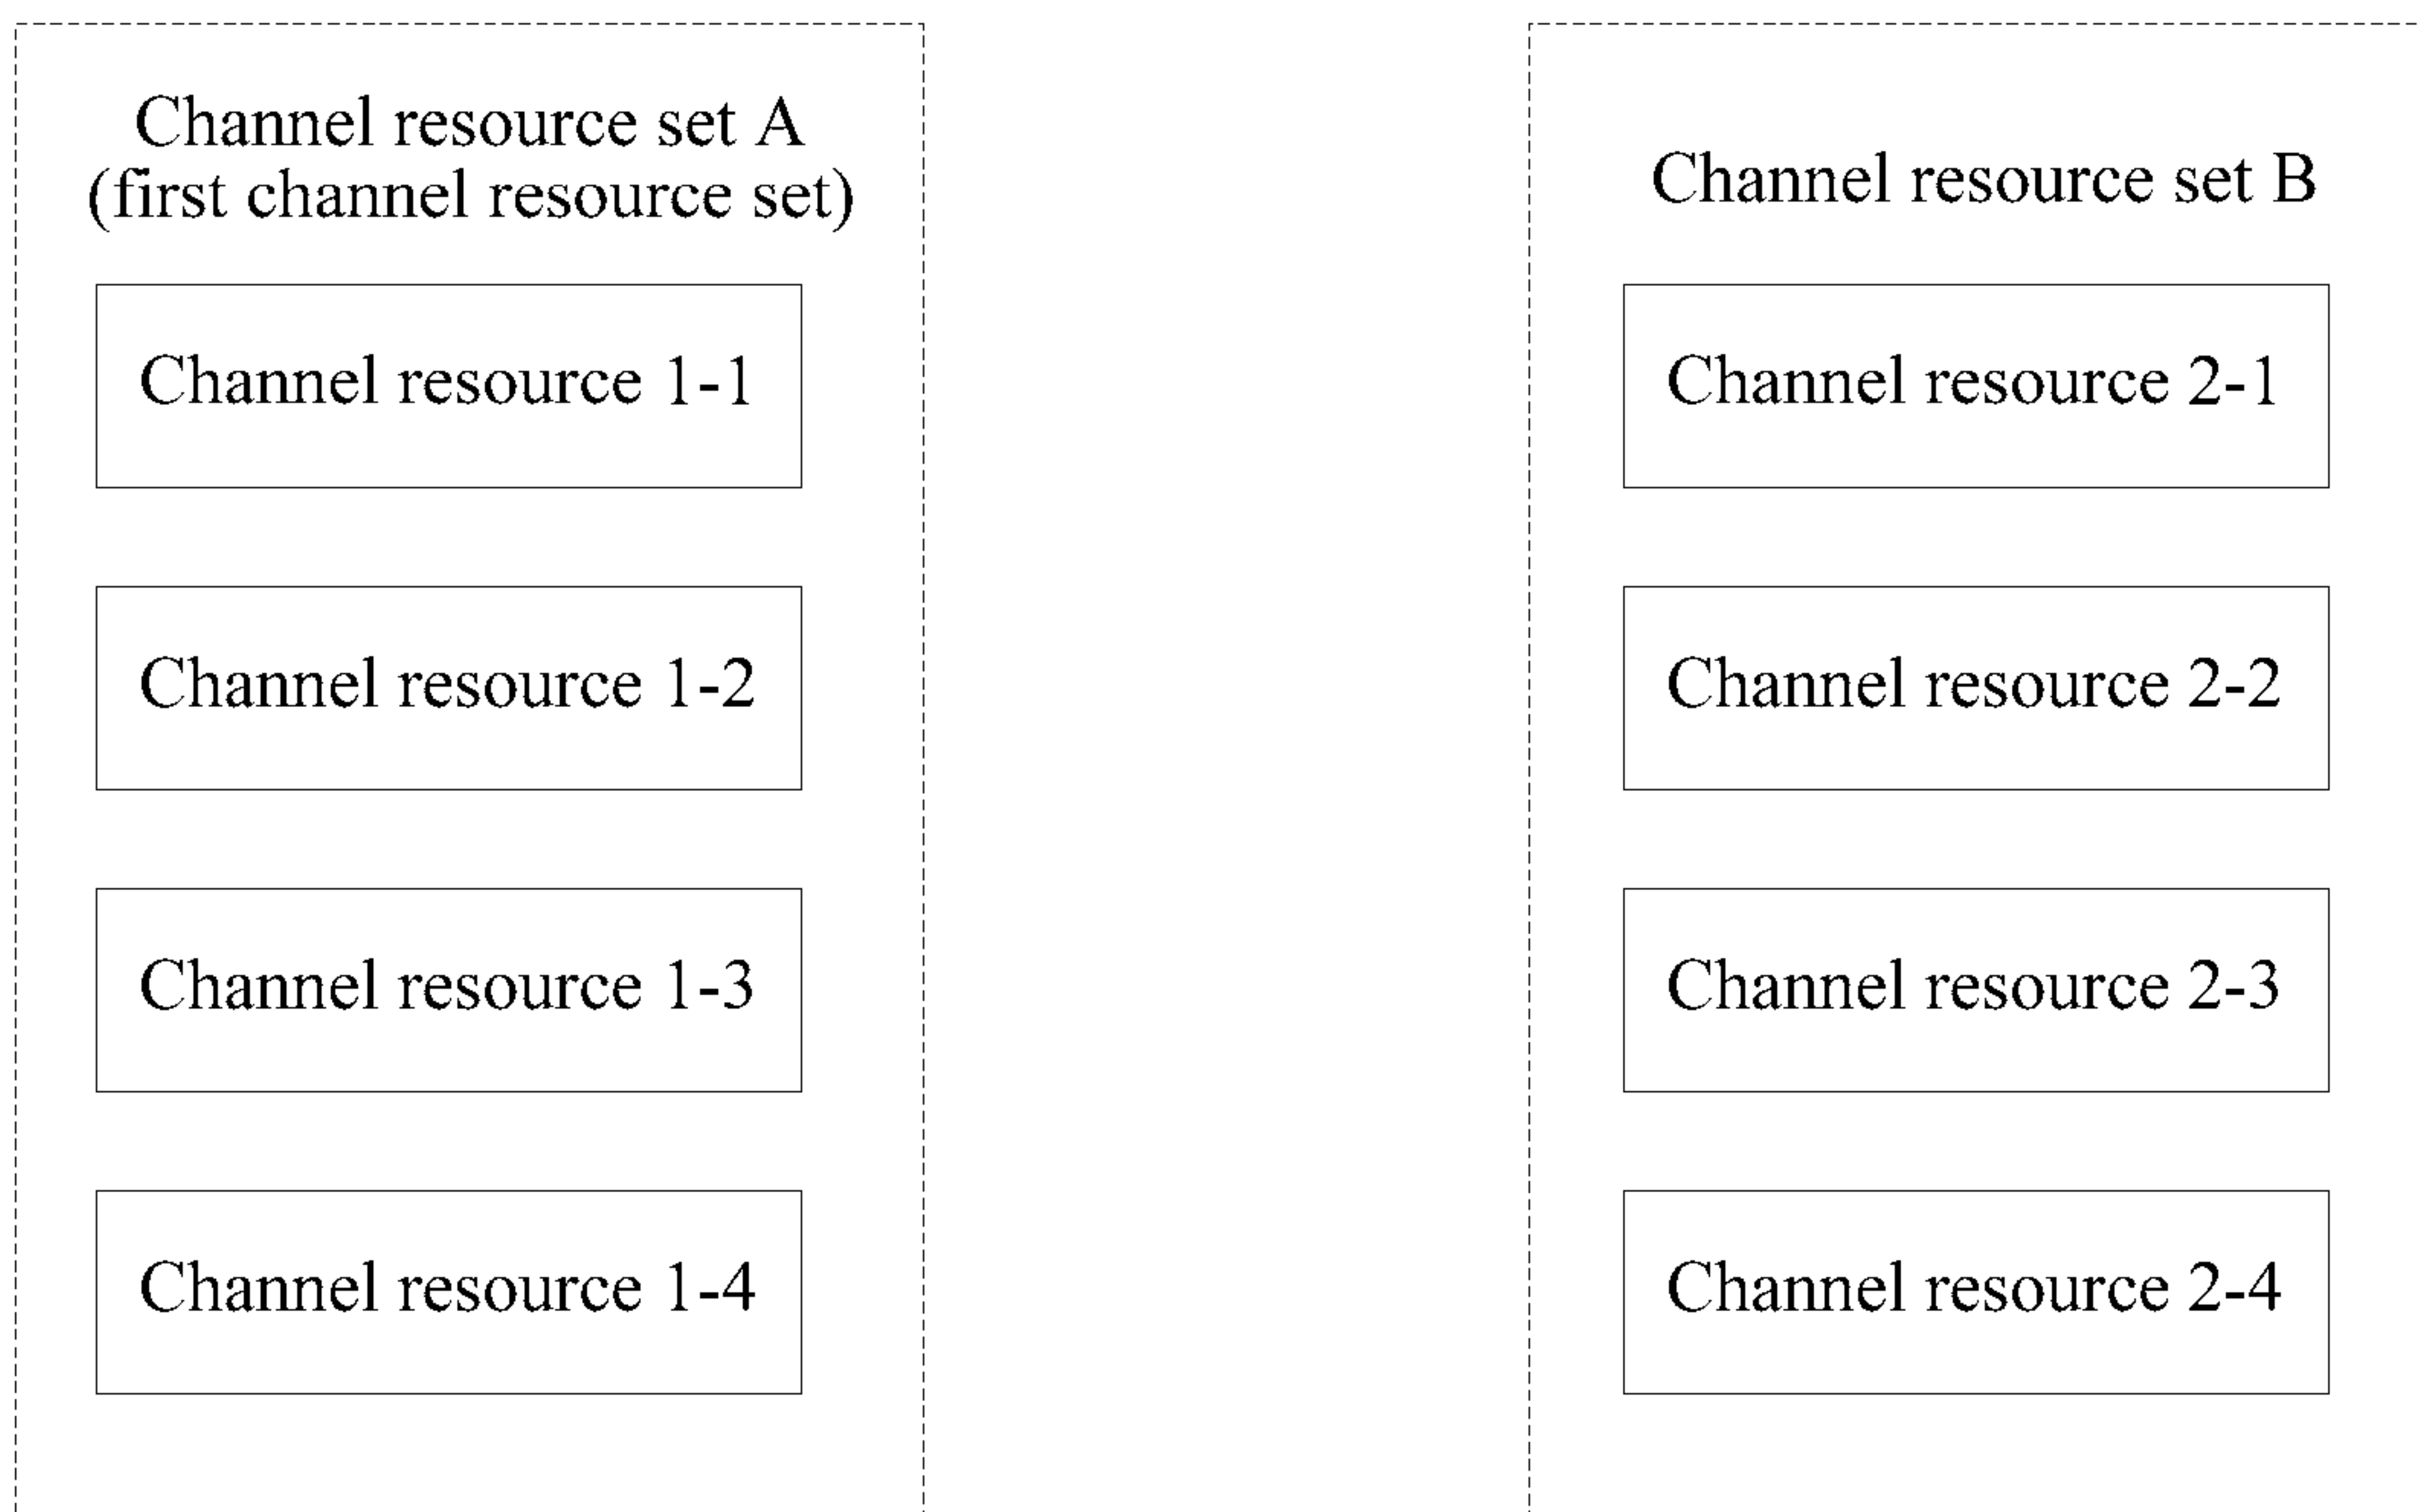 Channel resource set A
(first channel resource set)
Channel resource 1-1
Channel resource 1-2
Channel resource 1-3
Channel resource 1-4
Channel resource set B
Channel resource 2-1
Channel resource 2-2
Channel resource 2-3
Channel resource 2-4